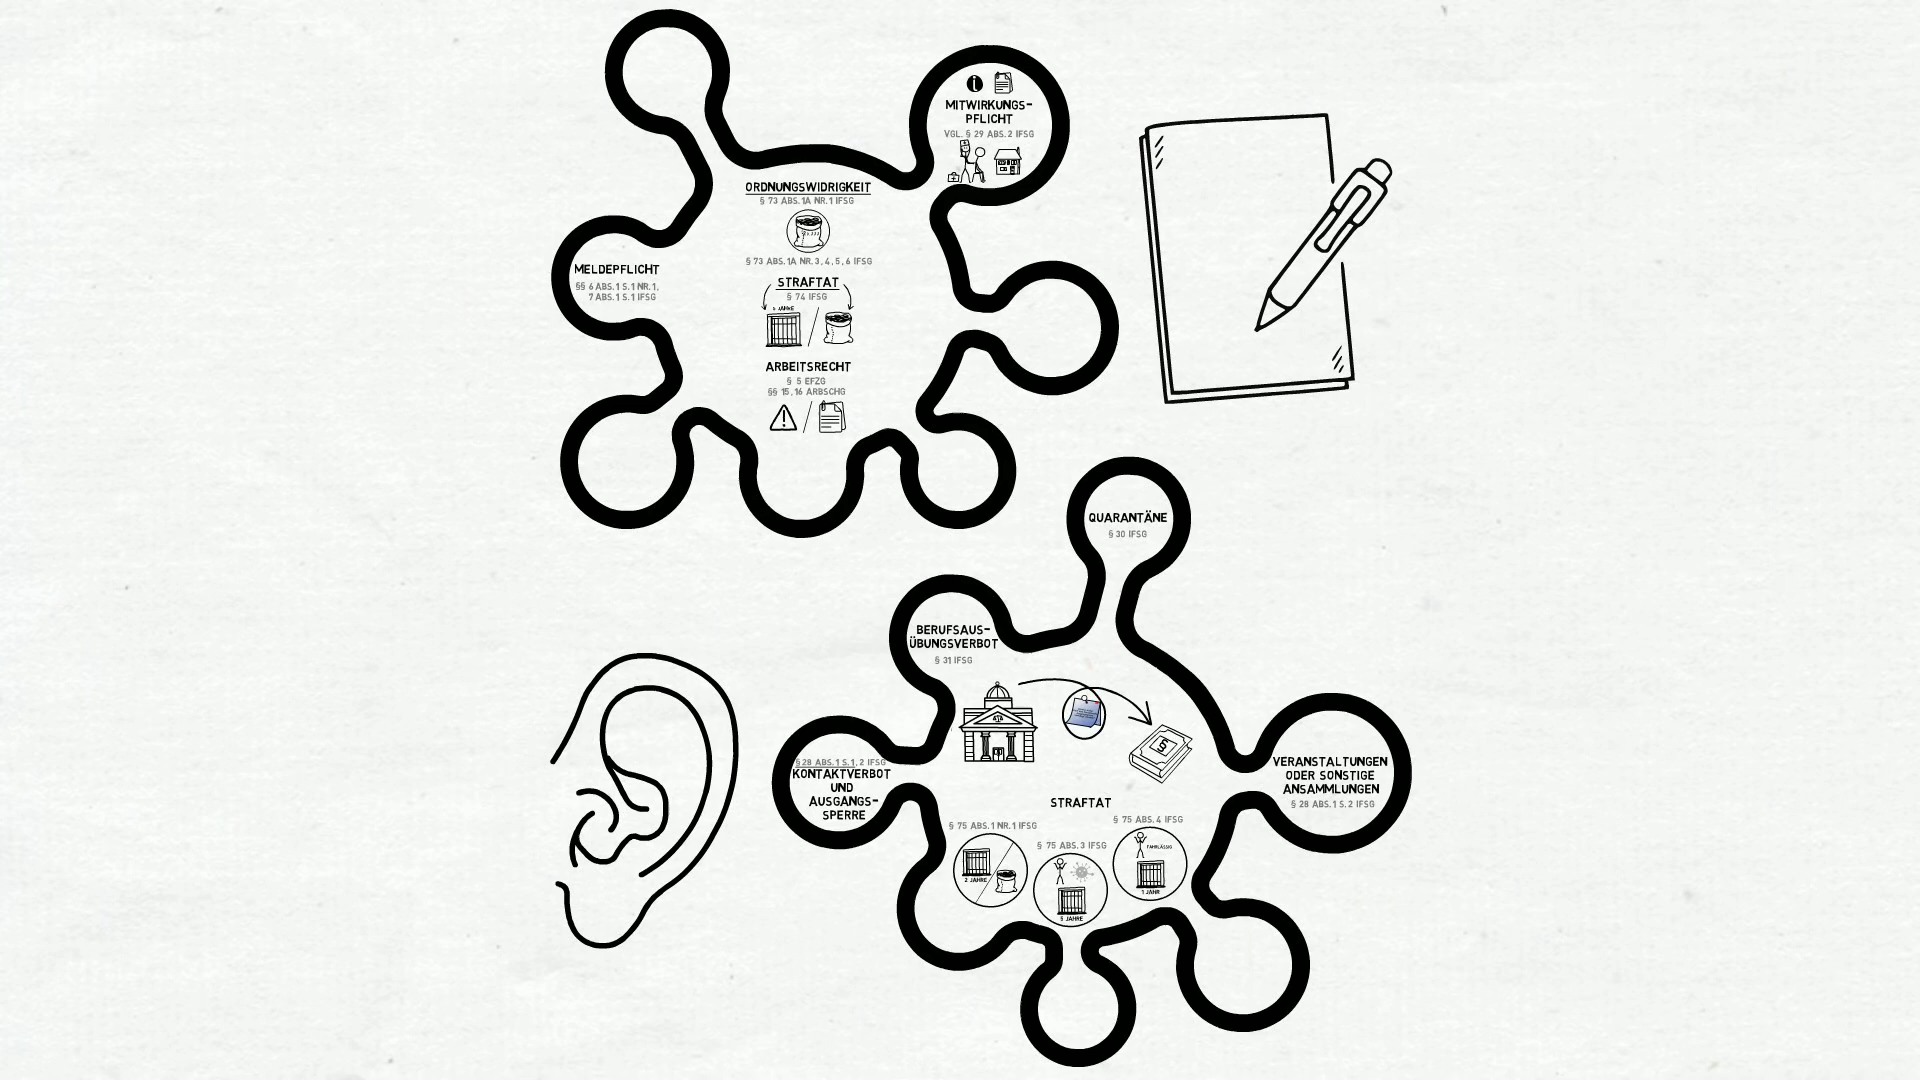 MITWIRKUNGS-
PFLICHT
VGL. § 29 ABS. 2 IFSG
ORDNUNGSWIDRIGKEIT
§ 73 ABS. 1A NR. 1 IFSG
§ 73 ABS. 1A NR. 3, 4, 5, 6 IFSG
STRAFTAT
§ 74 IFSG
JAHRE
ARBEITSRECHT
§ 5 EFZG
§§ 15, 16 ARBSCHG
MELDEPFLICHT
§§ 6 ABS. 1 S. 1 NR. 1,
7 ABS. 1 S. 1 IFSG
QUARANTÄNE
§ 30 IFSG
BERUFSAUS-
ÜBUNGSVERBOT
§ 31 IFSG
§
§ 28 ABS. 1 S. 1, 2 IFSG
KONTAKTVERBOT
UND
AUSGANGS-
SPERRE
VERANSTALTUNGEN
ODER SONSTIGE
ANSAMMLUNGEN
§ 28 ABS. 1 S. 2 IFSG
STRAFTAT
§ 75 ABS. 1 NR. 1 IFSG
2 JAHRE
§ 75 ABS. 3 IFSG
5 JAHRE
§ 75 ABS. 4 IFSG
FAHRLÄSSIG
1 JAHR